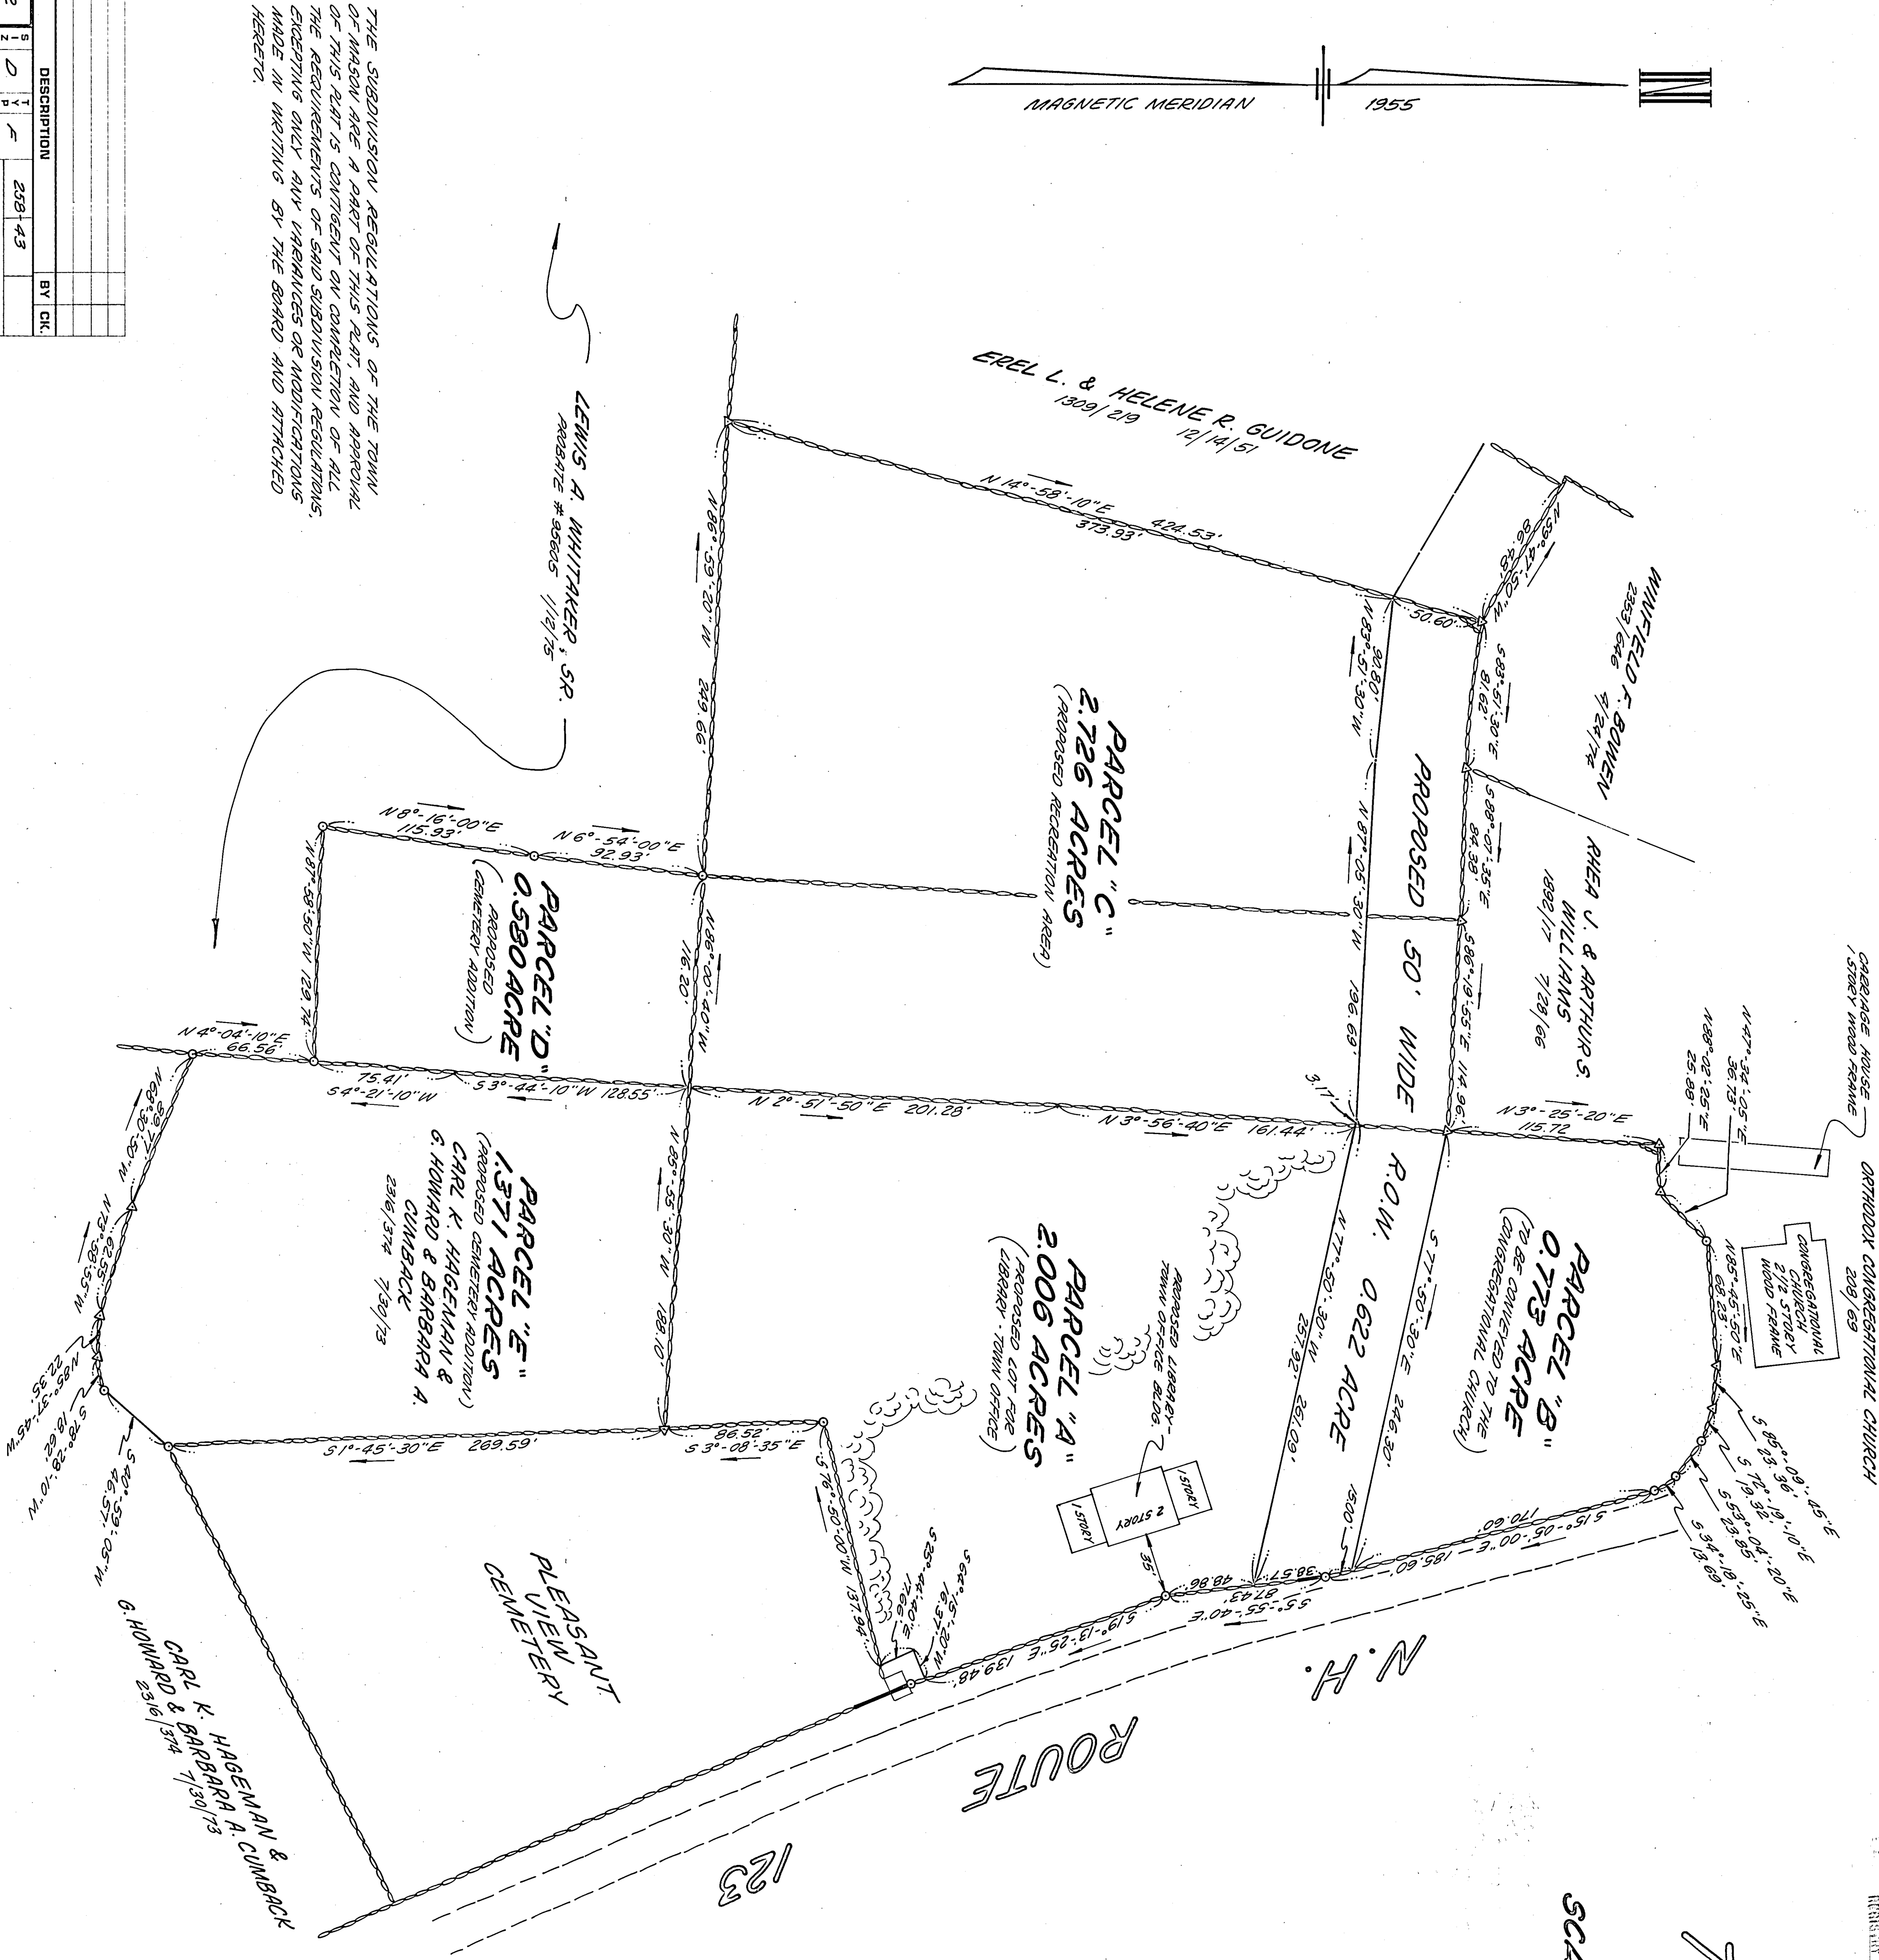 MAGNETIC MERIDIAN 1955
N
THE SUBDIVISION REGULATIONS OF THE TOWN
OF MASON ARE A PART OF THIS PLAT, AND APPROVAL
OF THIS PLAT IS CONTIGENT ON COMPLETION OF ALL
THE REQUIREMENTS OF SAID SUBDIVISION REGULATIONS,
EXCEPTING ONLY ANY VARIANCES OR MODIFICATIONS
MADE IN WRITING BY THE BOARD AND ATTACHED
HERETO.
DESCRIPTION BY CK.
S I Z D T Y P F 258-43
LEWIS A. WHITAKER, SR.
PROBATE #95605 1/12/75
EREL L. & HELENE R. GUIDONE
1309/219 12/14/51
WINFIELD F. BOWEN
2353/646 4/24/74
RHEA J. & ARTHUR S.
WILLIAMS
1892/17 7/28/66
CARRIAGE HOUSE
1 STORY WOOD FRAME
ORTHODOX CONGREGATIONAL CHURCH
208/69
CONGREGATIONAL
CHURCH
2 1/2 STORY
WOOD FRAME
N 14°-58'-10" E 424.53'
373.93'
50.60'
N 59°-47'-50" W
86.48'
S 83°-51'-30" E
81.62'
S 88°-07'-35" E
84.38'
S 86°-19'-55" E 114.96'
N 83°-51'-30" W
90.80'
N 87°-05'-30" W 196.69'
3.17'
PROPOSED 50' WIDE R.O.W. 0.622 ACRE
N 3°-25'-20" E
115.72
N 88°-02'-25" E
25.88'
N 47°-34'-05" E
36.73'
N 85°-45'-50" E
68.23'
S 85°-09'-45" E
23.36'
S 72°-19'-10" E
19.32'
S 53°-04'-20" E
23.85'
S 34°-18'-25" E
13.69'
PARCEL "B"
0.773 ACRE
(TO BE CONVEYED TO THE
CONGREGATIONAL CHURCH)
S 77°-50'-30" E 246.30'
N 77°-50'-30" W 261.09'
257.92'
170.60'
S 15°-05'-00" E 185.60'
15.00'
38.57'
48.86
87.43'
S 5°-55'-40" E
S 19°-13'-25" E 139.48'
PARCEL "C"
2.726 ACRES
(PROPOSED RECREATION AREA)
N 86°-59'-20" W 249.66'
N 86°-00'-40" W
116.20'
N 8°-16'-00" E
115.93'
N 6°-54'-00" E
92.93'
PARCEL "D"
0.580 ACRE
(PROPOSED
CEMETERY ADDITION)
N 87°-58'-50" W 129.74'
N 4°-04'-10" E
66.56'
75.41'
S 4°-21'-10" W
S 3°-44'-10" W 128.55'
N 2°-51'-50" E 201.28'
N 3°-56'-40" E 161.44'
PARCEL "A"
2.006 ACRES
(PROPOSED LOT FOR
LIBRARY - TOWN OFFICE)
PROPOSED LIBRARY-
TOWN OFFICE BLDG.
1 STORY
2 STORY
1 STORY
35'
N 85°-55'-30" W 188.10'
PARCEL "E"
1.371 ACRES
(PROPOSED CEMETERY ADDITION)
CARL K. HAGEMAN &
G. HOWARD & BARBARA A.
CUMBACK
2316/374 7/30/73
S 1°-45'-30" E 269.59'
86.52'
S 3°-08'-35" E
S 76°-50'-00" W 137.94'
S 25°-44'-40" E
17.66'
S 64°-15'-20" W
16.37'
N 68°-30'-50" W
N 73°-58'-55" W
62.55'
N 85°-37'-45" W
22.35'
S 78°-28'-10" W
18.62'
S 40°-59'-05" W
46.57'
PLEASANT
VIEW
CEMETERY
CARL K. HAGEMAN &
G. HOWARD & BARBARA A. CUMBACK
2316/374 7/30/73
N.H.
ROUTE
123